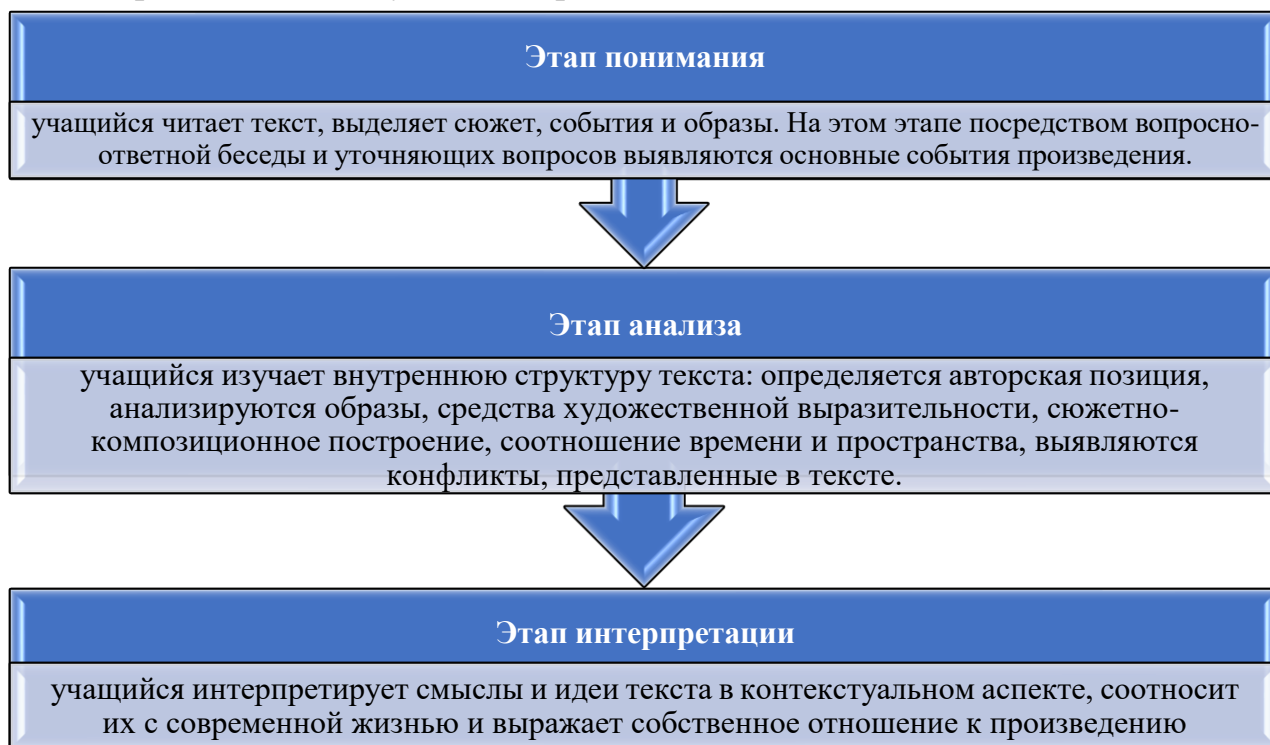 Этап понимания
учащийся читает текст, выделяет сюжет, события и образы. На этом этапе посредством вопросно-
ответной беседы и уточняющих вопросов выявляются основные события произведения.
Этап анализа
учащийся изучает внутреннюю структуру текста: определяется авторская позиция,
анализируются образы, средства художественной выразительности, сюжетно-
композиционное построение, соотношение времени и пространства, выявляются
конфликты, представленные в тексте.
Этап интерпретации
учащийся интерпретирует смыслы и идеи текста в контекстуальном аспекте, соотносит
их с современной жизнью и выражает собственное отношение к произведению